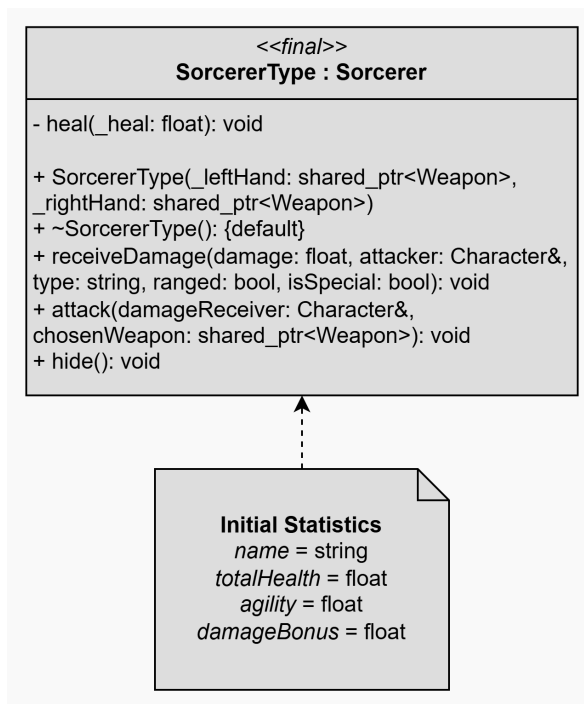 <<final>>
SorcererType : Sorcerer
- heal(_heal: float): void
+ SorcererType(_leftHand: shared_ptr<Weapon>,
_rightHand: shared_ptr<Weapon>)
+ ~SorcererType(): {default}
+ receiveDamage(damage: float, attacker: Character&,
type: string, ranged: bool, isSpecial: bool): void
+ attack(damageReceiver: Character&,
chosenWeapon: shared_ptr<Weapon>): void
+ hide(): void
Initial Statistics
name = string
totalHealth = float
agility = float
damageBonus = float